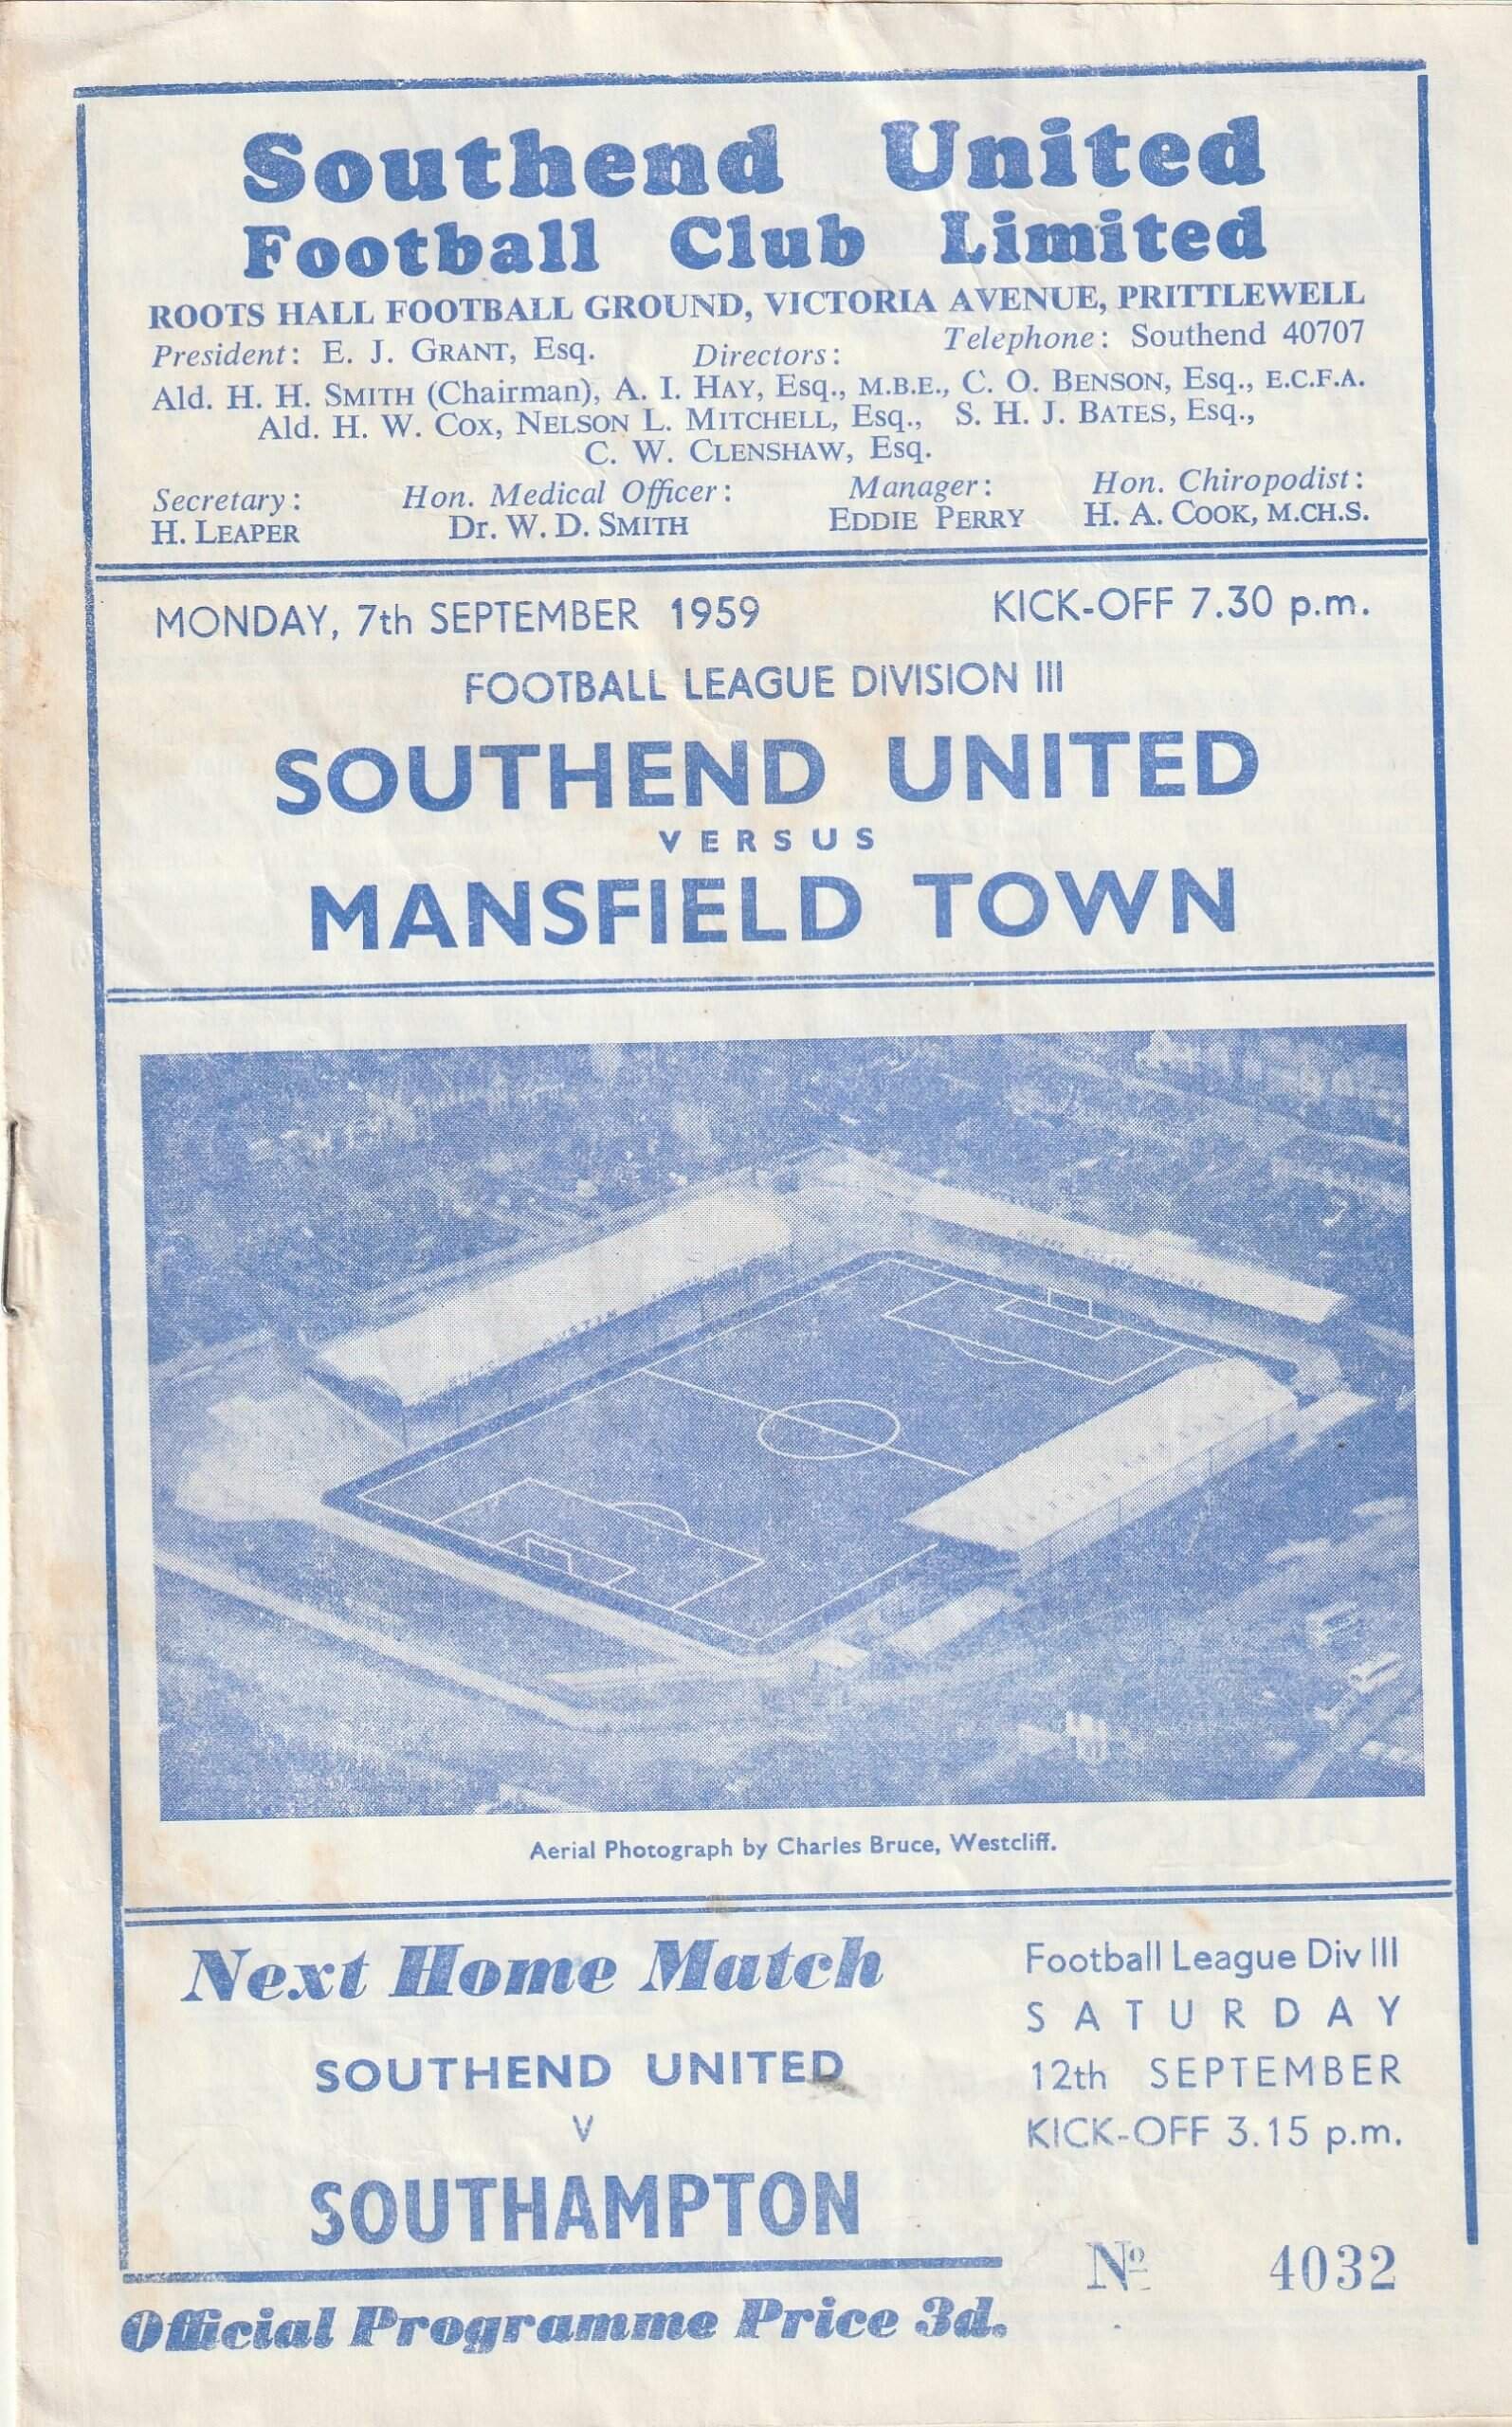 Southend United
Football Club Limited
ROOTS HALL FOOTBALL GROUND, VICTORIA AVENUE, PRITTLEWELL
President: E. J. GRANT, Esq. Directors: Telephone: Southend 40707
Ald. H. H. SMITH (Chairman), A. I. HAY, Esq., M.B.E., C. O. BENSON, Esq., E.C.F.A.
Ald. H. W. COX, NELSON L. MITCHELL, Esq., S. H. J. BATES, Esq.,
C. W. CLENSHAW, Esq.
Secretary: Hon. Medical Officer: Manager: Hon. Chiropodist:
H. LEAPER Dr. W. D. SMITH EDDIE PERRY H. A. COOK, M.CH.S.
MONDAY, 7th SEPTEMBER 1959 KICK-OFF 7.30 p.m.
FOOTBALL LEAGUE DIVISION III
SOUTHEND UNITED
VERSUS
MANSFIELD TOWN
Aerial Photograph by Charles Bruce, Westcliff.
Next Home Match
SOUTHEND UNITED
V
SOUTHAMPTON
Football League Div III
SATURDAY
12th SEPTEMBER
KICK-OFF 3.15 p.m.
Nº 4032
Official Programme Price 3d.